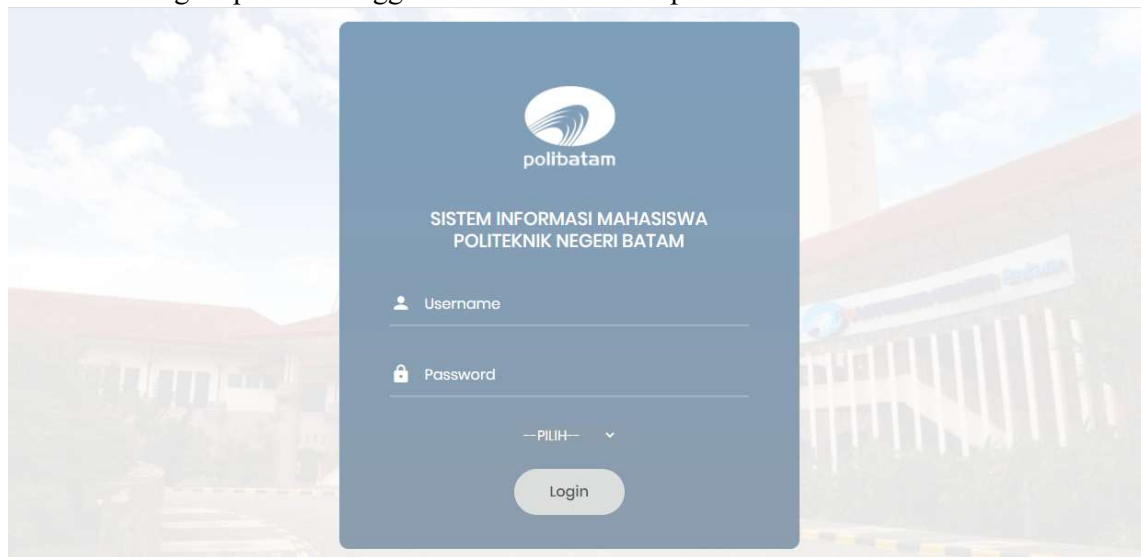 polibatam
SISTEM INFORMASI MAHASISWA
POLITEKNIK NEGERI BATAM
Username
Password
--PILIH--
Login